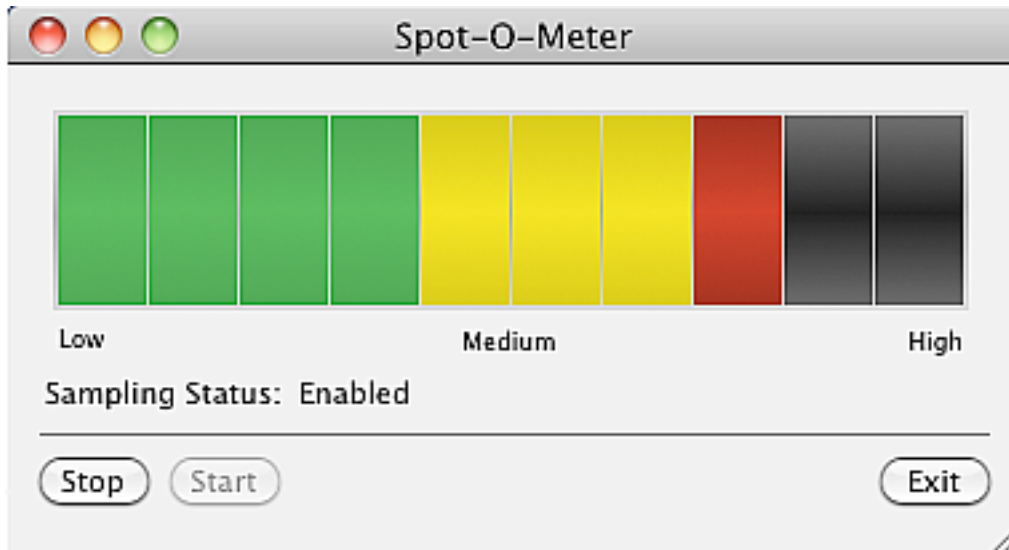 Spot-O-Meter
Low Medium High
Sampling Status: Enabled
Stop Start Exit